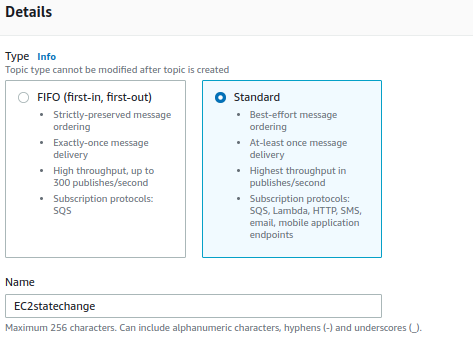 Details
Type Info
Topic type cannot be modified after topic is created
FIFO (first-in, first-out)
• Strictly-preserved message
ordering
• Exactly-once message
delivery
• High throughput, up to
300 publishes/second
• Subscription protocols:
SQS
Standard
• Best-effort message
ordering
• At-least once message
delivery
• Highest throughput in
publishes/second
• Subscription protocols:
SQS, Lambda, HTTP, SMS,
email, mobile application
endpoints
Name
EC2statechange
Maximum 256 characters. Can include alphanumeric characters, hyphens (-) and underscores (_).